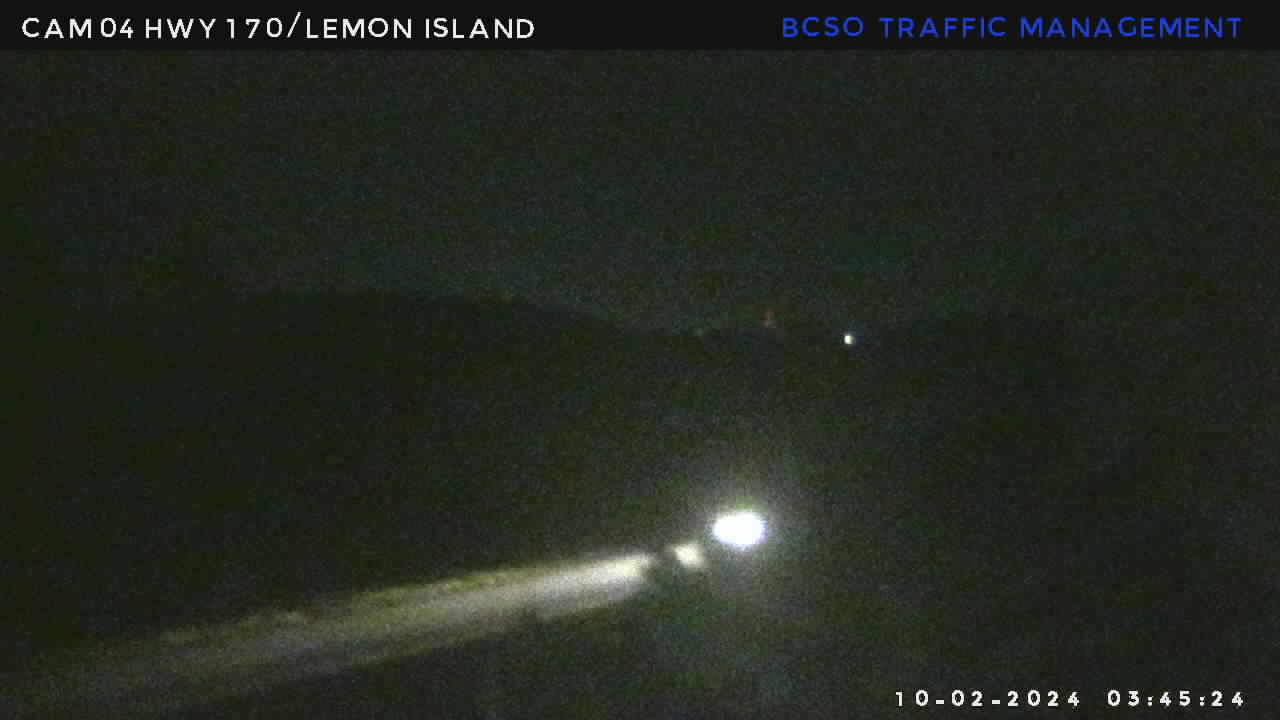 CAM04 HWY 170/LEMON ISLAND
BCSO TRAFFIC MANAGEMENT
10-02-2024 03:45:24